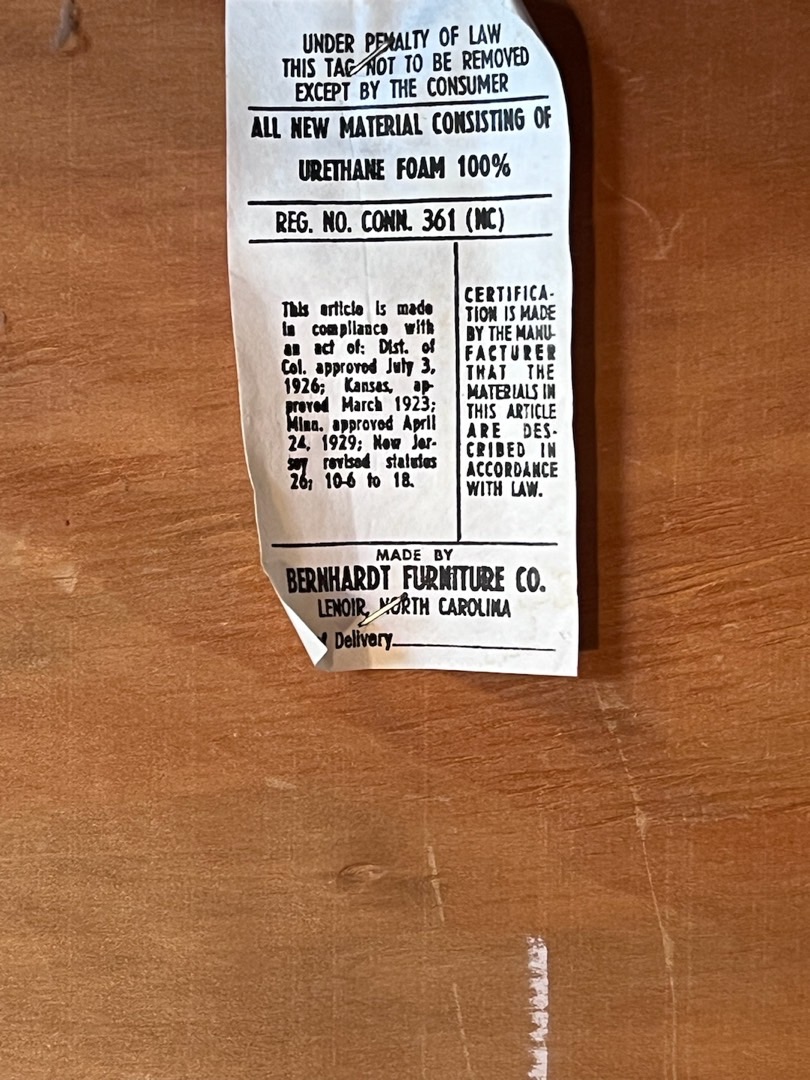 UNDER PENALTY OF LAW
THIS TAG NOT TO BE REMOVED
EXCEPT BY THE CONSUMER
ALL NEW MATERIAL CONSISTING OF
URETHANE FOAM 100%
REG. NO. CONN. 361 (NC)
This article is made
in compliance with
an act of: Dist. of
Col. approved July 3,
1926; Kansas, ap-
proved March 1923;
Minn. approved April
24, 1929; New Jer-
sey revised statutes
26; 10-6 to 18.
CERTIFICA-
TION IS MADE
BY THE MANU-
FACTURER
THAT THE
MATERIALS IN
THIS ARTICLE
ARE DES-
CRIBED IN
ACCORDANCE
WITH LAW.
MADE BY
BERNHARDT FURNITURE CO.
LENOIR, NORTH CAROLINA
Delivery